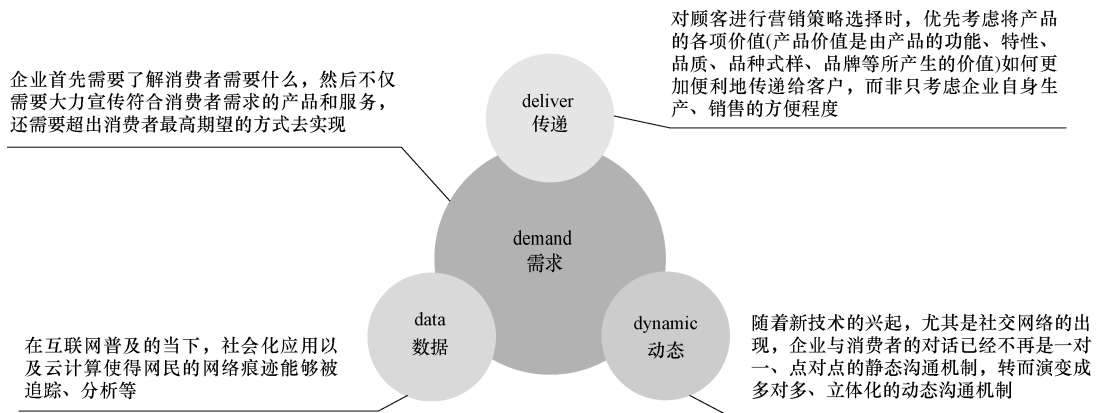 对顾客进行营销策略选择时，优先考虑将产品
的各项价值(产品价值是由产品的功能、特性、
品质、品种式样、品牌等所产生的价值)如何更
加便利地传递给客户，而非只考虑企业自身生
产、销售的方便程度
企业首先需要了解消费者需要什么，然后不仅
需要大力宣传符合消费者需求的产品和服务，
还需要超出消费者最高期望的方式去实现
deliver
传递
demand
需求
data
数据
dynamic
动态
在互联网普及的当下，社会化应用以
及云计算使得网民的网络痕迹能够被
追踪、分析等
随着新技术的兴起，尤其是社交网络的出
现，企业与消费者的对话已经不再是一对
一、点对点的静态沟通机制，转而演变成
多对多、立体化的动态沟通机制